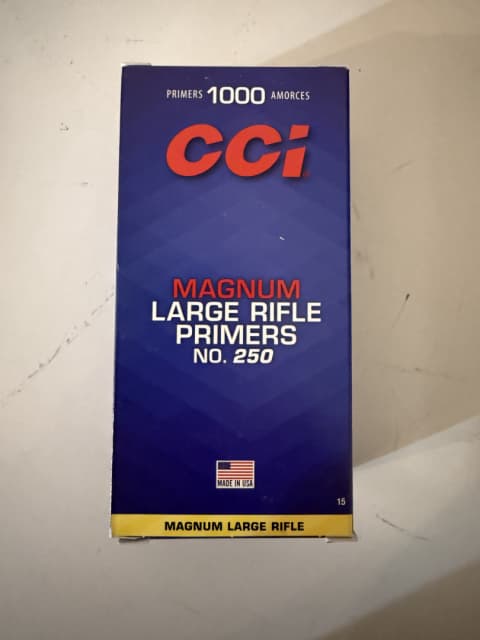 PRIMERS 1000 AMORCES
CCi
MAGNUM
LARGE RIFLE
PRIMERS
NO. 250
MADE IN USA
15
MAGNUM LARGE RIFLE